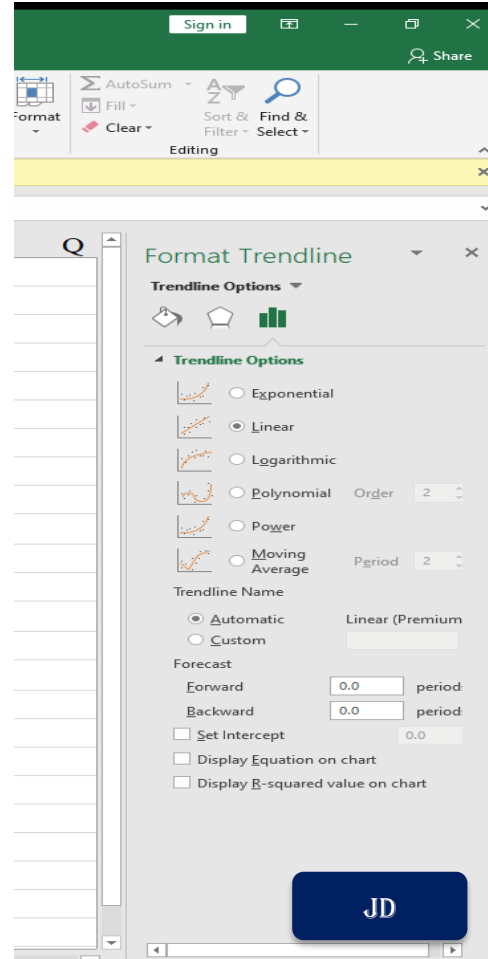 Sign in
Share
Format
AutoSum
Fill
Clear
Sort &
Filter
Find &
Select
Editing
Q
Format Trendline
Trendline Options
Trendline Options
Exponential
Linear
Logarithmic
Polynomial Order 2
Power
Moving
Average Period 2
Trendline Name
Automatic Linear (Premium
Custom
Forecast
Forward 0.0 period
Backward 0.0 period
Set Intercept 0.0
Display Equation on chart
Display R-squared value on chart
JD